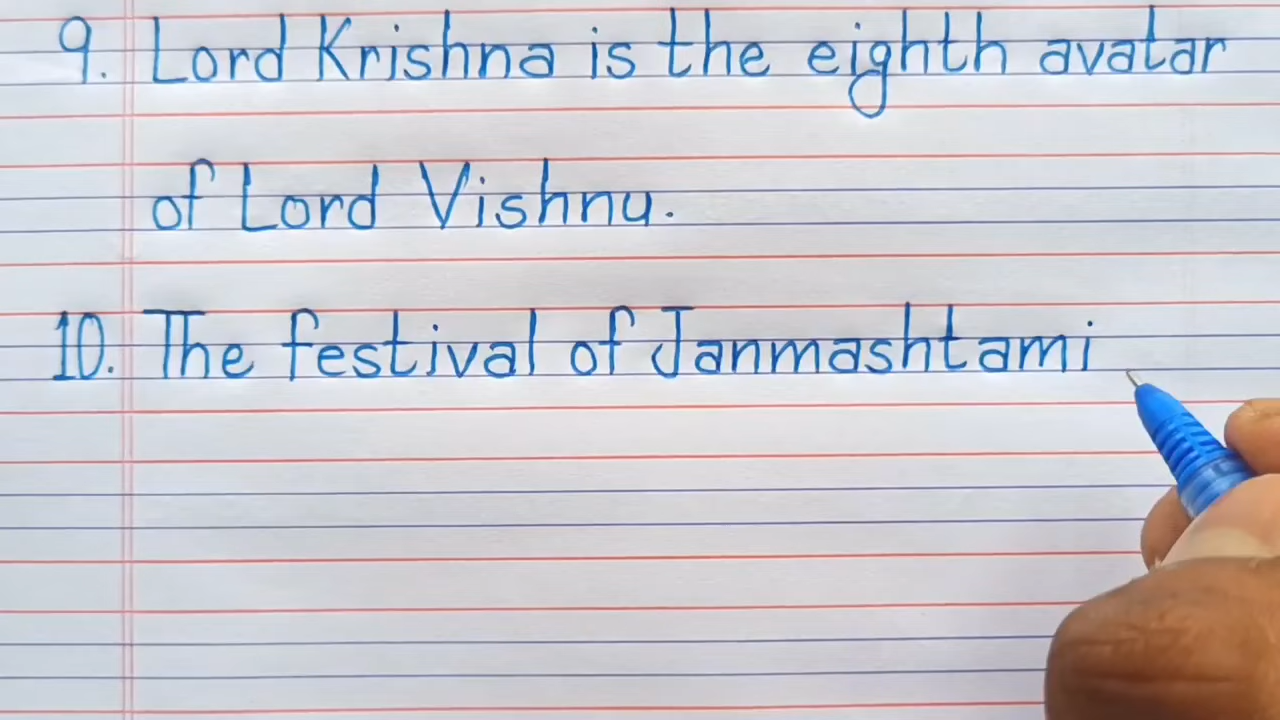 9. Lord Krishna is the eighth avatar
of Lord Vishnu.
10. The festival of Janmashtami